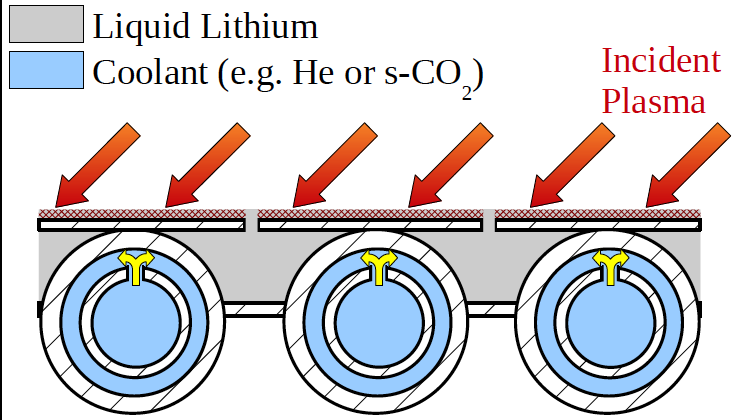 Liquid Lithium
Coolant (e.g. He or s-CO2)
Incident
Plasma